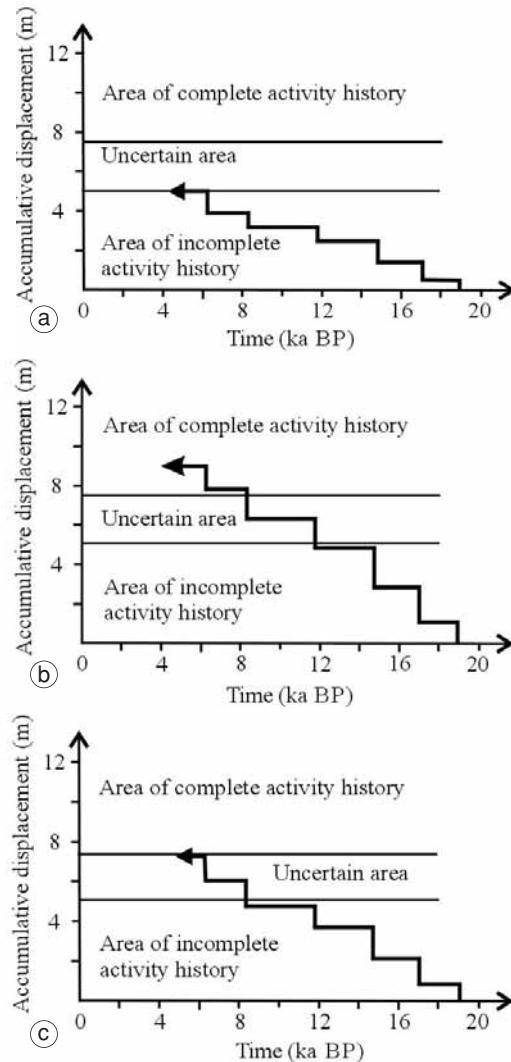 Accumulative displacement (m)
12
8
4
Area of complete activity history
Uncertain area
Area of incomplete
activity history
0 4 8 12 16 20
Time (ka BP)
a
Accumulative displacement (m)
12
8
4
Area of complete activity history
Uncertain area
Area of incomplete
activity history
0 4 8 12 16 20
Time (ka BP)
b
Accumulative displacement (m)
12
8
4
Area of complete activity history
Uncertain area
Area of incomplete
activity history
0 4 8 12 16 20
Time (ka BP)
c